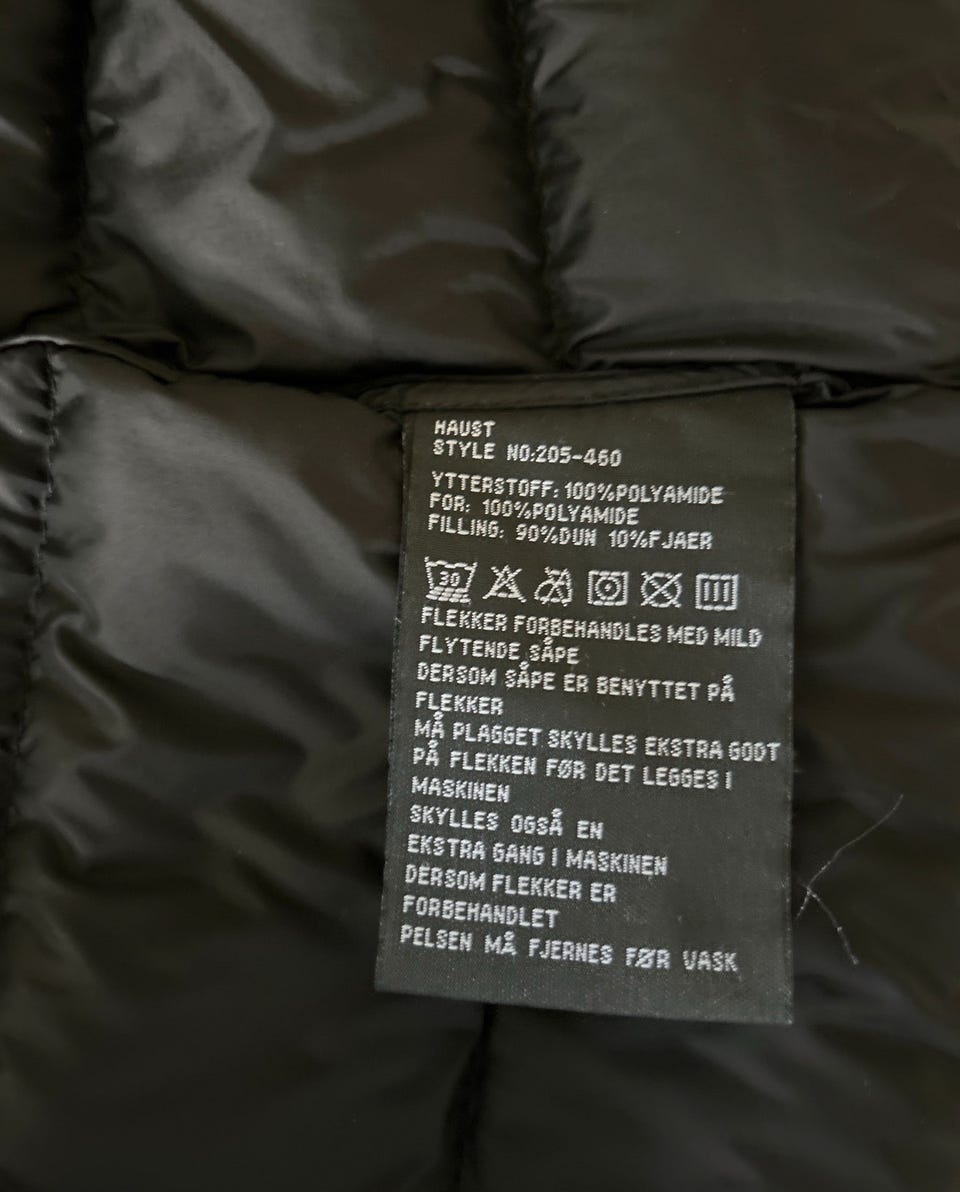 HAUST
STYLE NO:205-460
YTTERSTOFF: 100%POLYAMIDE
FOR: 100%POLYAMIDE
FILLING: 90%DUN 10%FJAER
30
FLEKKER FORBEHANDLES MED MILD
FLYTENDE SÅPE
DERSOM SÅPE ER BENYTTET PÅ
FLEKKER
MÅ PLAGGET SKYLLES EKSTRA GODT
PÅ FLEKKEN FØR DET LEGGES I
MASKINEN
SKYLLES OGSÅ EN
EKSTRA GANG I MASKINEN
DERSOM FLEKKER ER
FORBEHANDLET
PELSEN MÅ FJERNES FØR VASK